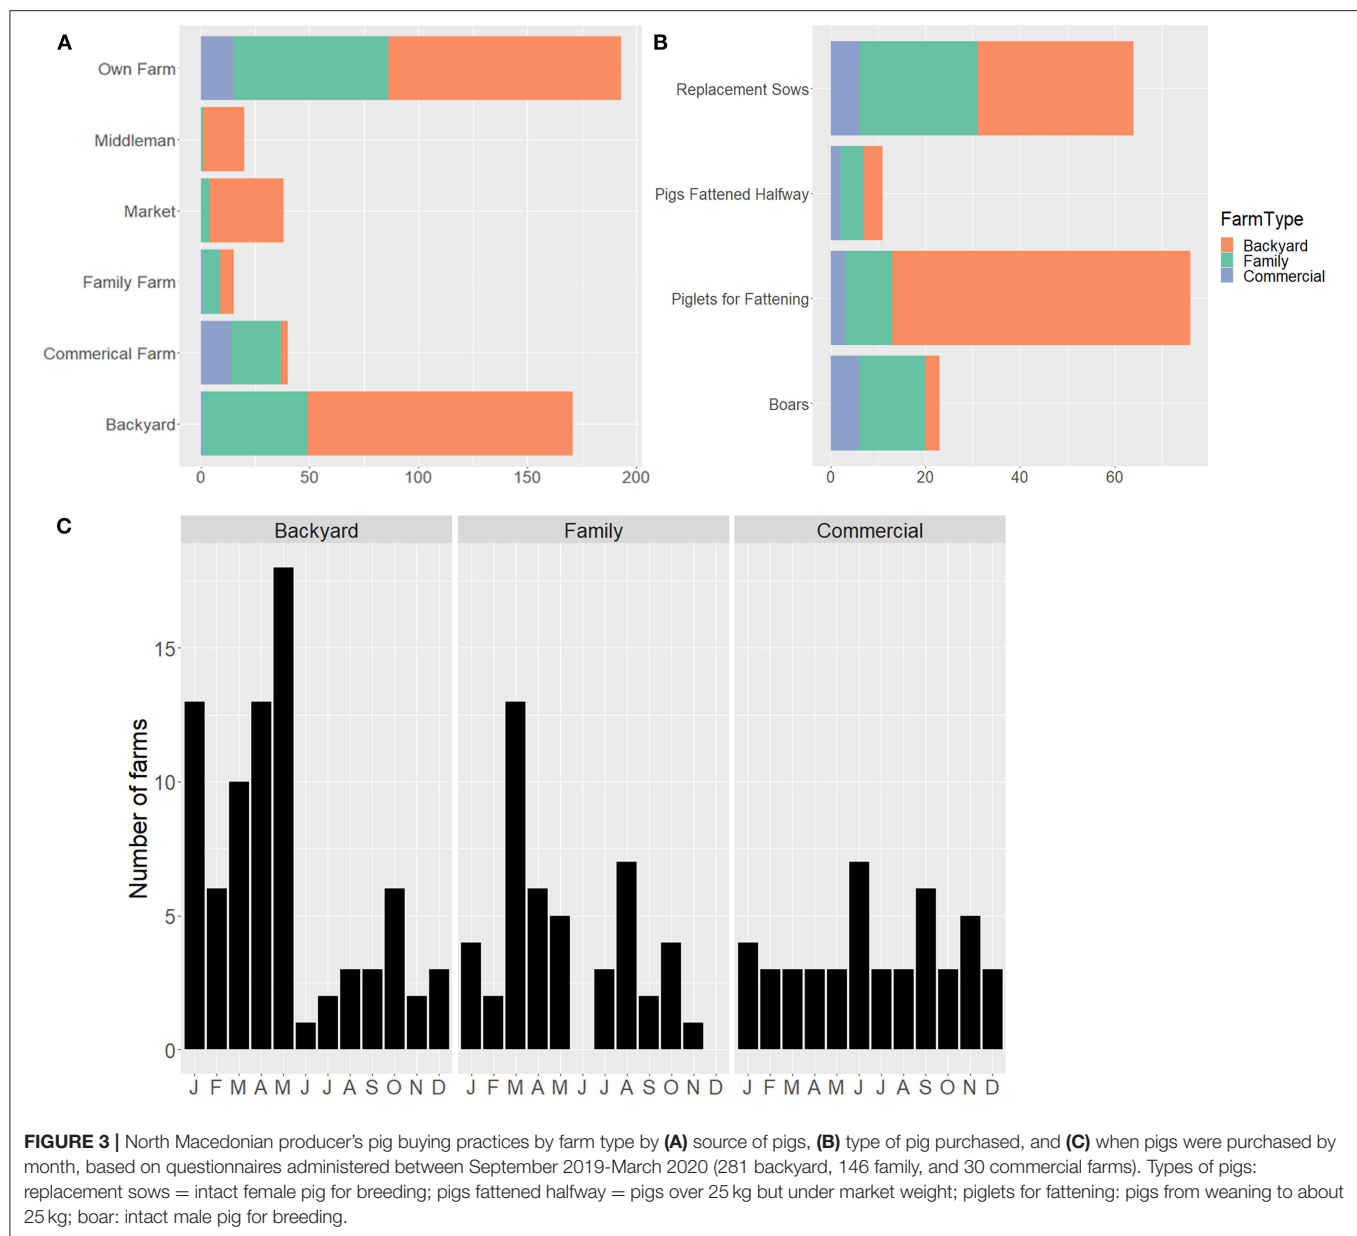 A
Own Farm
Middleman
Market
Family Farm
Commerical Farm
Backyard
0 50 100 150 200
B
Replacement Sows
Pigs Fattened Halfway
Piglets for Fattening
Boars
0 20 40 60
FarmType
Backyard
Family
Commercial
C
Backyard Family Commercial
Number of farms
15
10
5
0
J F M A M J J A S O N D J F M A M J J A S O N D J F M A M J J A S O N D
FIGURE 3 | North Macedonian producer's pig buying practices by farm type by (A) source of pigs, (B) type of pig purchased, and (C) when pigs were purchased by
month, based on questionnaires administered between September 2019-March 2020 (281 backyard, 146 family, and 30 commercial farms). Types of pigs:
replacement sows = intact female pig for breeding; pigs fattened halfway = pigs over 25 kg but under market weight; piglets for fattening: pigs from weaning to about
25 kg; boar: intact male pig for breeding.